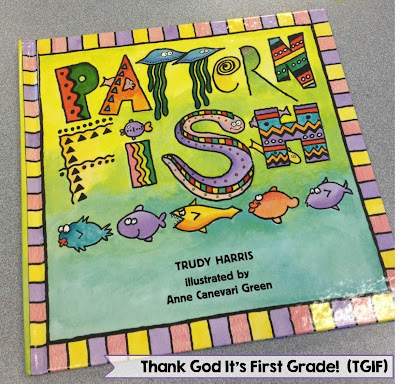 PATTERN
FiSH
TRUDY HARRIS
Illustrated by
Anne Canevari Green
Thank God It's First Grade! (TGIF)